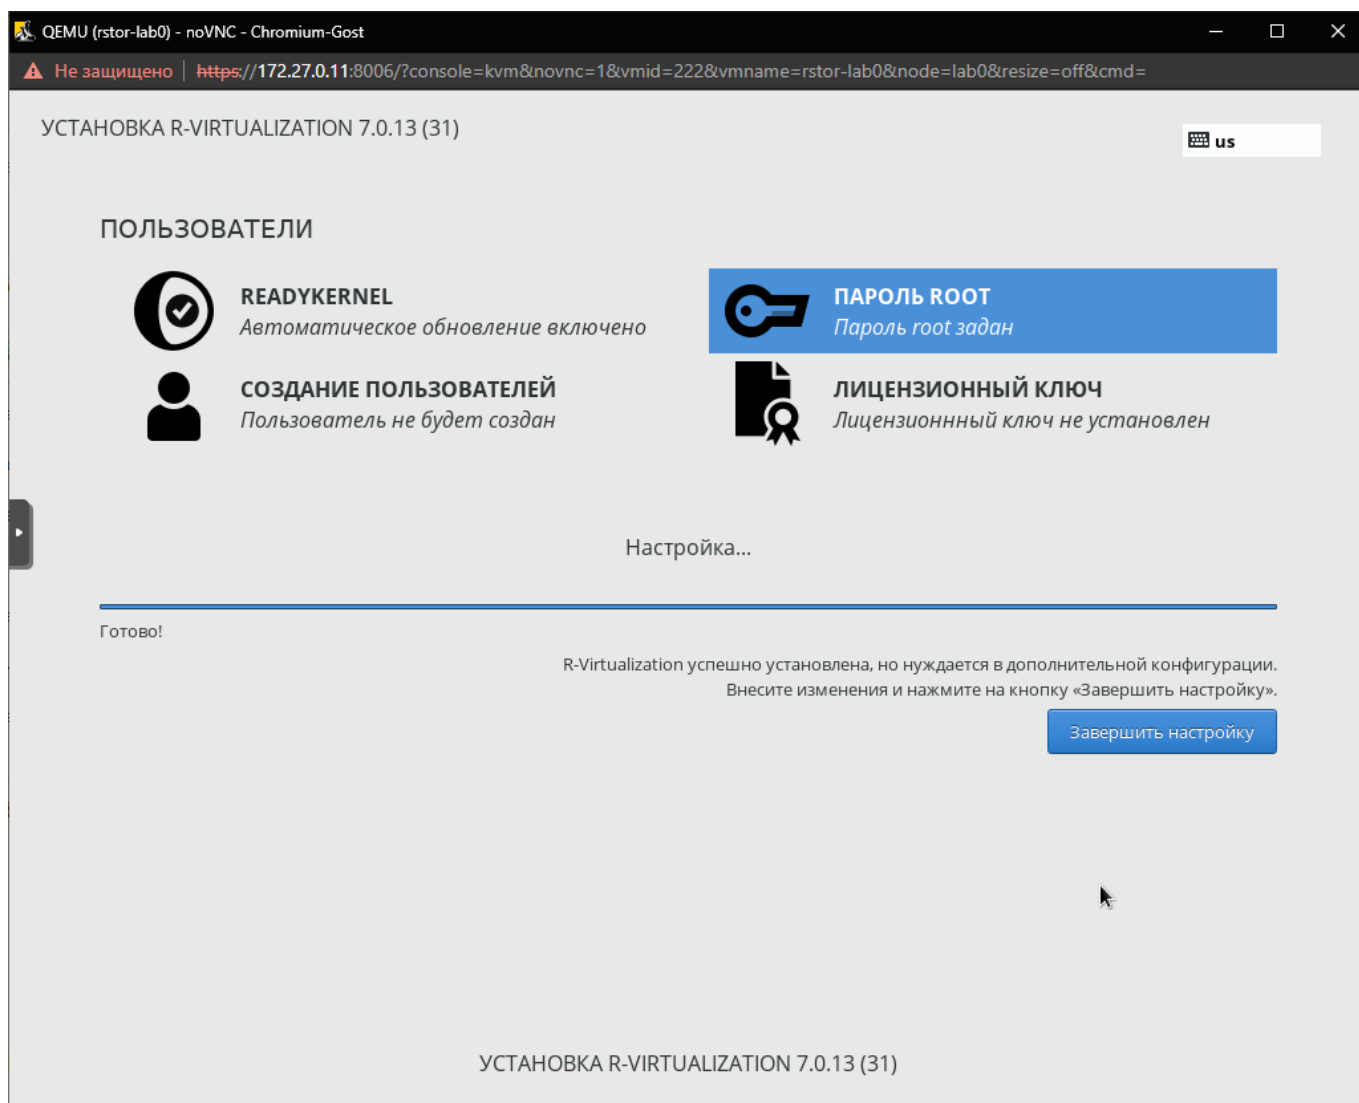 QEMU (rstor-lab0) - noVNC - Chromium-Gost
Не защищено | https://172.27.0.11:8006/?console=kvm&novnc=1&vmid=222&vmname=rstor-lab0&node=lab0&resize=off&cmd=
УСТАНОВКА R-VIRTUALIZATION 7.0.13 (31)
us
ПОЛЬЗОВАТЕЛИ
READYKERNEL
Автоматическое обновление включено
ПАРОЛЬ ROOT
Пароль root задан
СОЗДАНИЕ ПОЛЬЗОВАТЕЛЕЙ
Пользователь не будет создан
ЛИЦЕНЗИОННЫЙ КЛЮЧ
Лицензионнный ключ не установлен
Настройка...
Готово!
R-Virtualization успешно установлена, но нуждается в дополнительной конфигурации.
Внесите изменения и нажмите на кнопку «Завершить настройку».
Завершить настройку
УСТАНОВКА R-VIRTUALIZATION 7.0.13 (31)